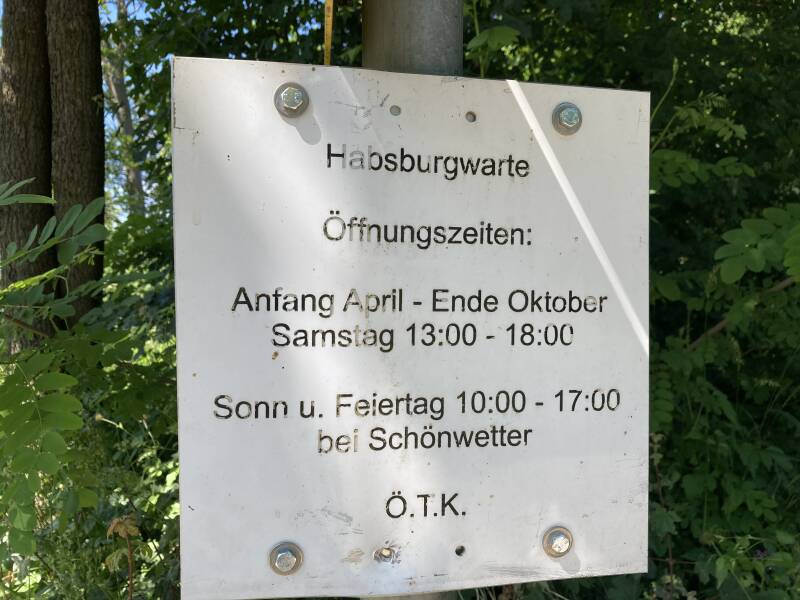 Habsburgwarte
Öffnungszeiten:
Anfang April - Ende Oktober
Samstag 13:00 - 18:00
Sonn u. Feiertag 10:00 - 17:00
bei Schönwetter
Ö.T.K.